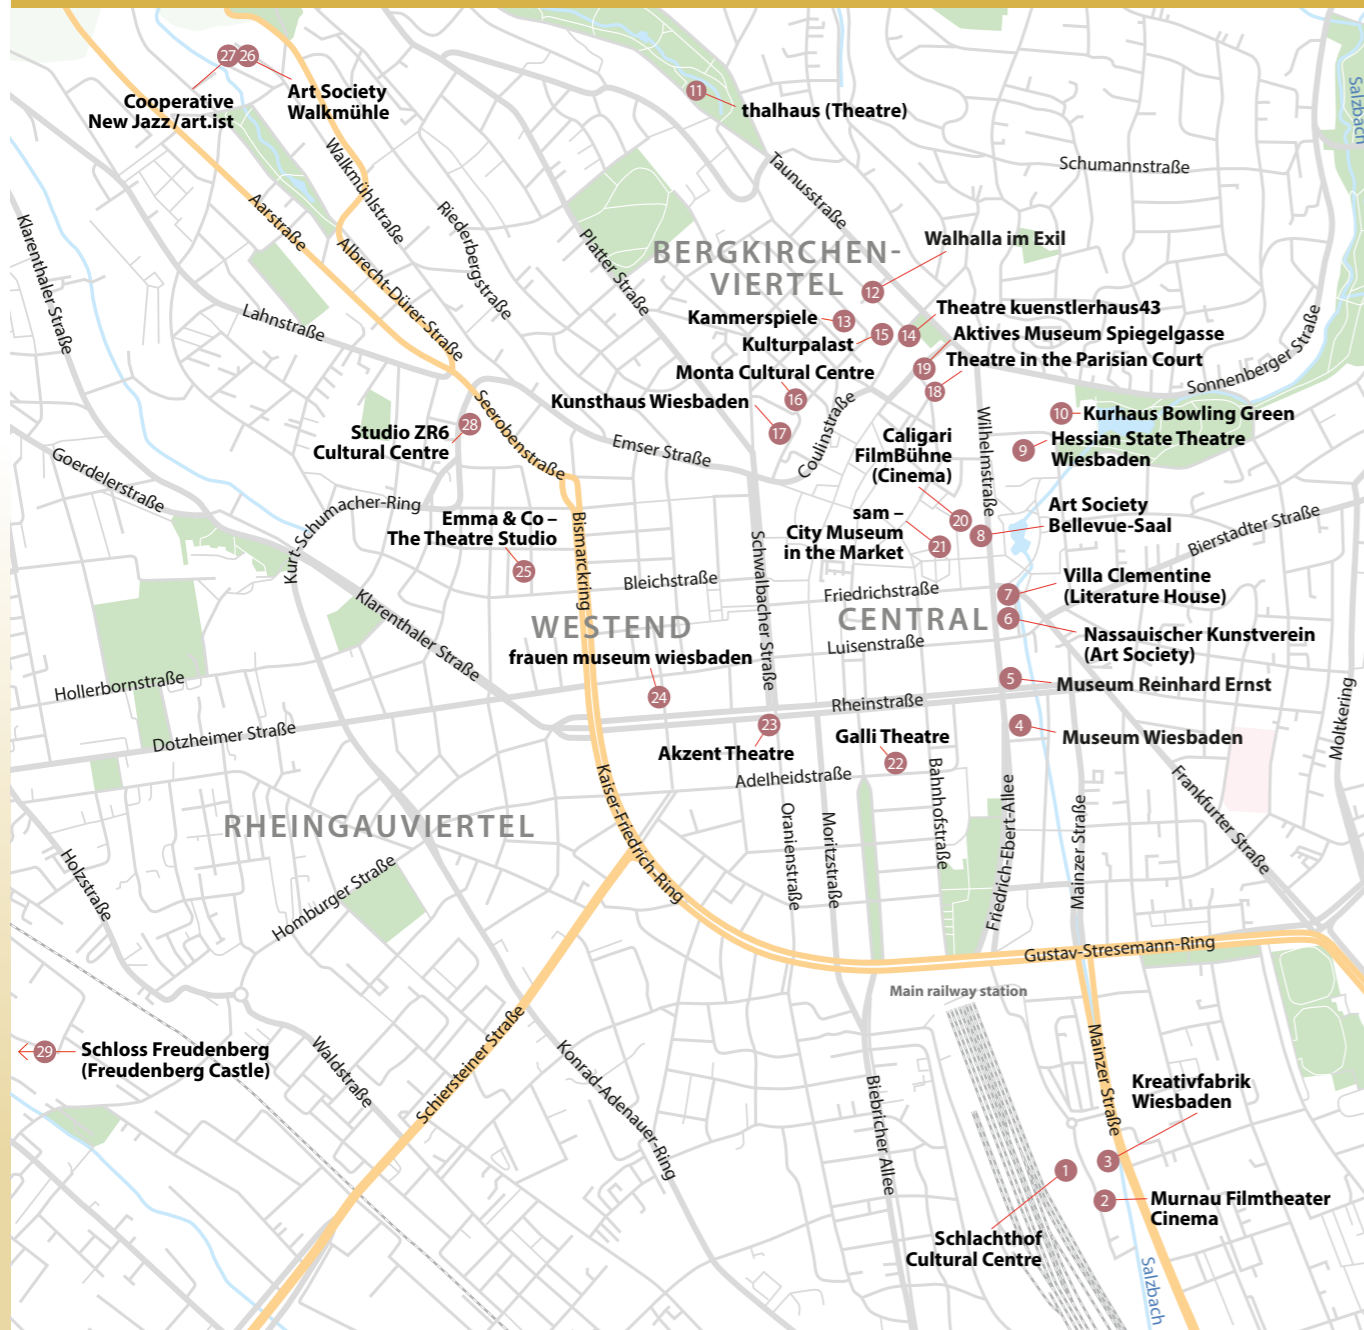 27
26
Cooperative
New Jazz/art.ist
Art Society
Walkmühle
11
thalhaus (Theatre)
Salzbach
Schumannstraße
Taunusstraße
Walkmühlstraße
Aarstraße
Albrecht-Dürer-Straße
Riederbergstraße
Platter Straße
Klarenthaler Straße
Lahnstraße
BERGKIRCHEN-
VIERTEL
Walhalla im Exil
12
Kammerspiele
13
Kulturpalast
15
14
Theatre kuenstlerhaus43
Aktives Museum Spiegelgasse
19
Theatre in the Parisian Court
18
Sonnenberger Straße
Monta Cultural Centre
16
Kunsthaus Wiesbaden
17
Coulinstraße
Wilhelmstraße
10
Kurhaus Bowling Green
9
Hessian State Theatre
Wiesbaden
Seerobenstraße
28
Studio ZR6
Cultural Centre
Emser Straße
Goerdelerstraße
Kurt-Schumacher-Ring
Caligari
FilmBühne
(Cinema)
20
8
Art Society
Bellevue-Saal
sam –
City Museum
in the Market
21
Bierstadter Straße
Emma & Co –
The Theatre Studio
25
Bismarckring
Bleichstraße
Schwalbacher Straße
Friedrichstraße
7
Villa Clementine
(Literature House)
6
Nassauischer Kunstverein
(Art Society)
CENTRAL
Luisenstraße
WESTEND
frauen museum wiesbaden
24
Klarenthaler Straße
Hollerbornstraße
Dotzheimer Straße
5
Museum Reinhard Ernst
Rheinstraße
4
Museum Wiesbaden
Moltkering
23
Akzent Theatre
Galli Theatre
22
Adelheidstraße
Oranienstraße
Moritzstraße
Bahnhofstraße
Friedrich-Ebert-Allee
Mainzer Straße
Frankfurter Straße
Kaiser-Friedrich-Ring
RHEINGAUVIERTEL
Holzstraße
Homburger Straße
Gustav-Stresemann-Ring
Main railway station
29
Schloss Freudenberg
(Freudenberg Castle)
Waldstraße
Schiersteiner Straße
Konrad-Adenauer-Ring
Biebricher Allee
Mainzer Straße
Kreativfabrik
Wiesbaden
3
1
2
Murnau Filmtheater
Cinema
Schlachthof
Cultural Centre
Salzbach